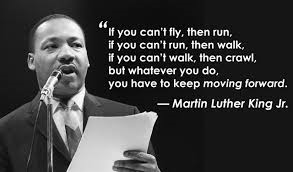 “If you can’t fly, then run,
if you can’t run, then walk,
if you can’t walk, then crawl,
but whatever you do,
you have to keep moving forward.
— Martin Luther King Jr.